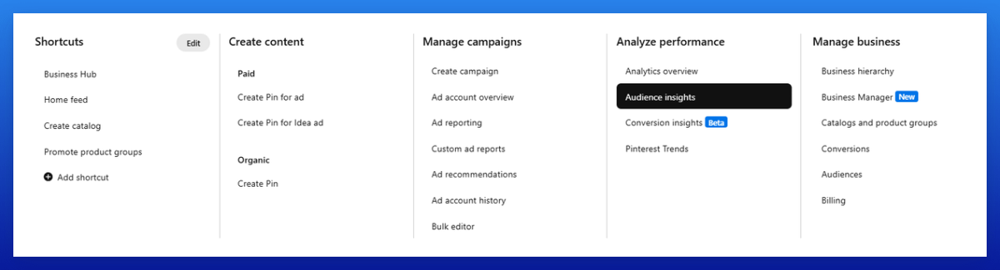 Shortcuts
Edit
Business Hub
Home feed
Create catalog
Promote product groups
Add shortcut
Create content
Paid
Create Pin for ad
Create Pin for Idea ad
Organic
Create Pin
Manage campaigns
Create campaign
Ad account overview
Ad reporting
Custom ad reports
Ad recommendations
Ad account history
Bulk editor
Analyze performance
Analytics overview
Audience insights
Conversion insights Beta
Pinterest Trends
Manage business
Business hierarchy
Business Manager New
Catalogs and product groups
Conversions
Audiences
Billing